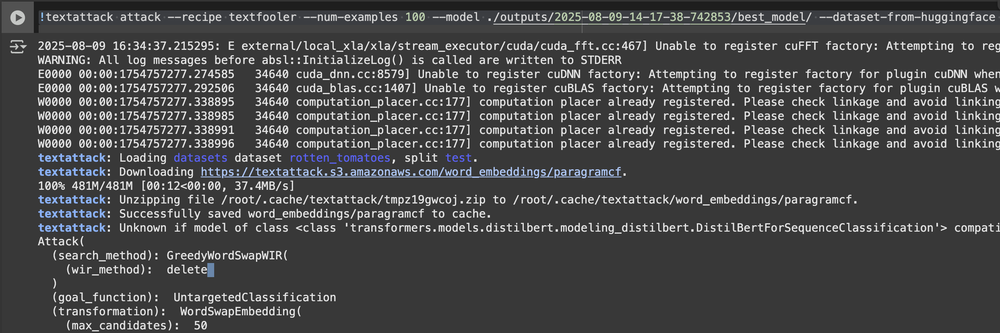 !textattack attack --recipe textfooler --num-examples 100 --model ./outputs/2025-08-09-14-17-38-742853/best_model/ --dataset-from-huggingface
2025-08-09 16:34:37.215295: E external/local_xla/xla/stream_executor/cuda/cuda_fft.cc:467] Unable to register cuFFT factory: Attempting to reg
WARNING: All log messages before absl::InitializeLog() is called are written to STDERR
E0000 00:00:1754757277.274585   34640 cuda_dnn.cc:8579] Unable to register cuDNN factory: Attempting to register factory for plugin cuDNN when
E0000 00:00:1754757277.292506   34640 cuda_blas.cc:1407] Unable to register cuBLAS factory: Attempting to register factory for plugin cuBLAS w
W0000 00:00:1754757277.338895   34640 computation_placer.cc:177] computation placer already registered. Please check linkage and avoid linking
W0000 00:00:1754757277.338985   34640 computation_placer.cc:177] computation placer already registered. Please check linkage and avoid linking
W0000 00:00:1754757277.338991   34640 computation_placer.cc:177] computation placer already registered. Please check linkage and avoid linking
W0000 00:00:1754757277.338996   34640 computation_placer.cc:177] computation placer already registered. Please check linkage and avoid linking
textattack: Loading datasets dataset rotten_tomatoes, split test.
textattack: Downloading https://textattack.s3.amazonaws.com/word_embeddings/paragramcf.
100% 481M/481M [00:12<00:00, 37.4MB/s]
textattack: Unzipping file /root/.cache/textattack/tmpz19gwcoj.zip to /root/.cache/textattack/word_embeddings/paragramcf.
textattack: Successfully saved word_embeddings/paragramcf to cache.
textattack: Unknown if model of class <class 'transformers.models.distilbert.modeling_distilbert.DistilBertForSequenceClassification'> compati
Attack(
  (search_method): GreedyWordSwapWIR(
    (wir_method):  delete
  )
  (goal_function):  UntargetedClassification
  (transformation):  WordSwapEmbedding(
    (max_candidates):  50